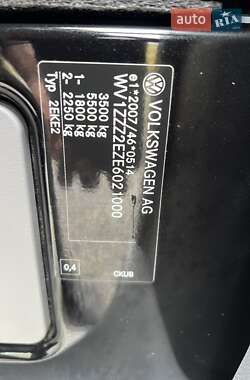 AUTO
RIA
VOLKSWAGEN AG
e1*2007/46*0514
WV1ZZZ2EZE6021000
3500 kg
5500 kg
1- 1800 kg
2- 2250 kg
Typ 2EKE2
0,4
CKUB